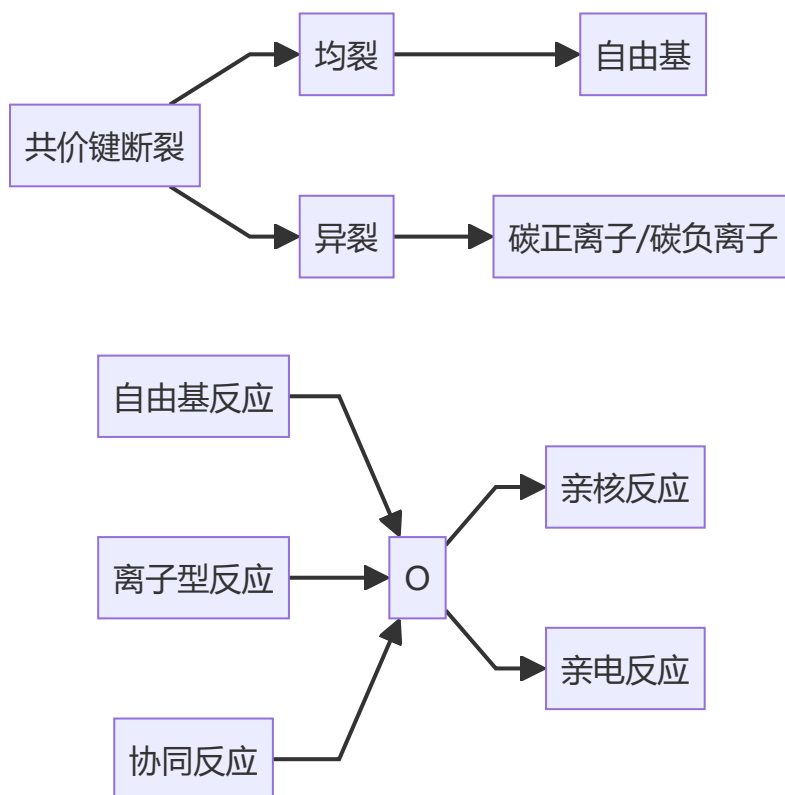 均裂
自由基
共价键断裂
异裂
碳正离子/碳负离子
自由基反应
亲核反应
离子型反应
O
亲电反应
协同反应